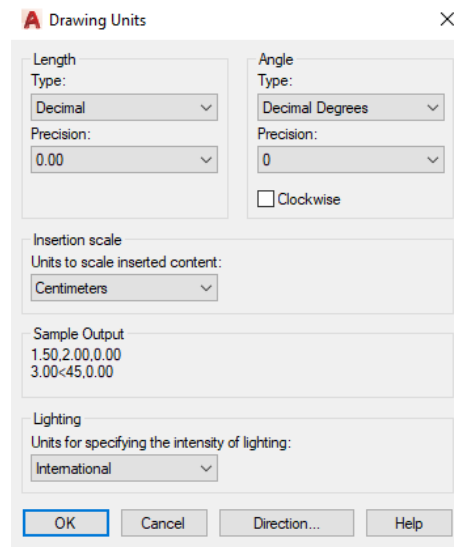 Drawing Units
Length
Type:
Decimal
Precision:
0.00
Angle
Type:
Decimal Degrees
Precision:
0
Clockwise
Insertion scale
Units to scale inserted content:
Centimeters
Sample Output
1.50,2.00,0.00
3.00<45,0.00
Lighting
Units for specifying the intensity of lighting:
International
OK Cancel Direction... Help